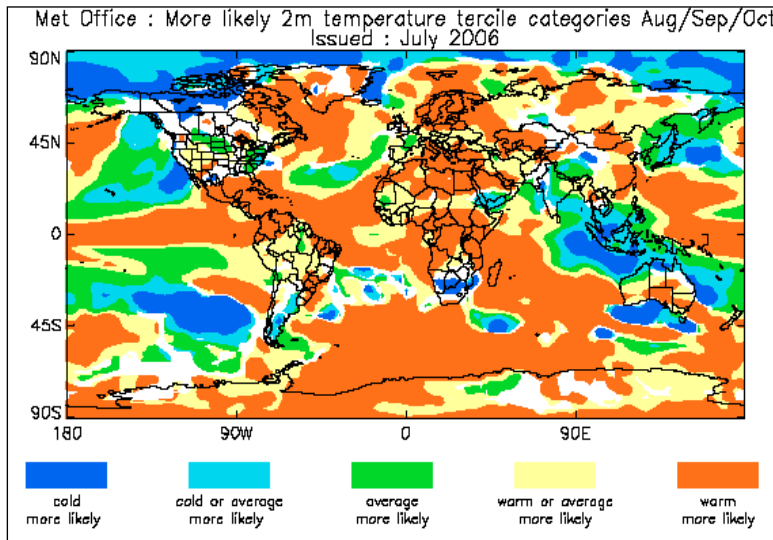 Met Office : More likely 2m temperature tercile categories Aug/Sep/Oct
Issued : July 2006
90N
45N
0
45S
90S
180 90W 0 90E
cold cold or average average warm or average warm
more likely more likely more likely more likely more likely